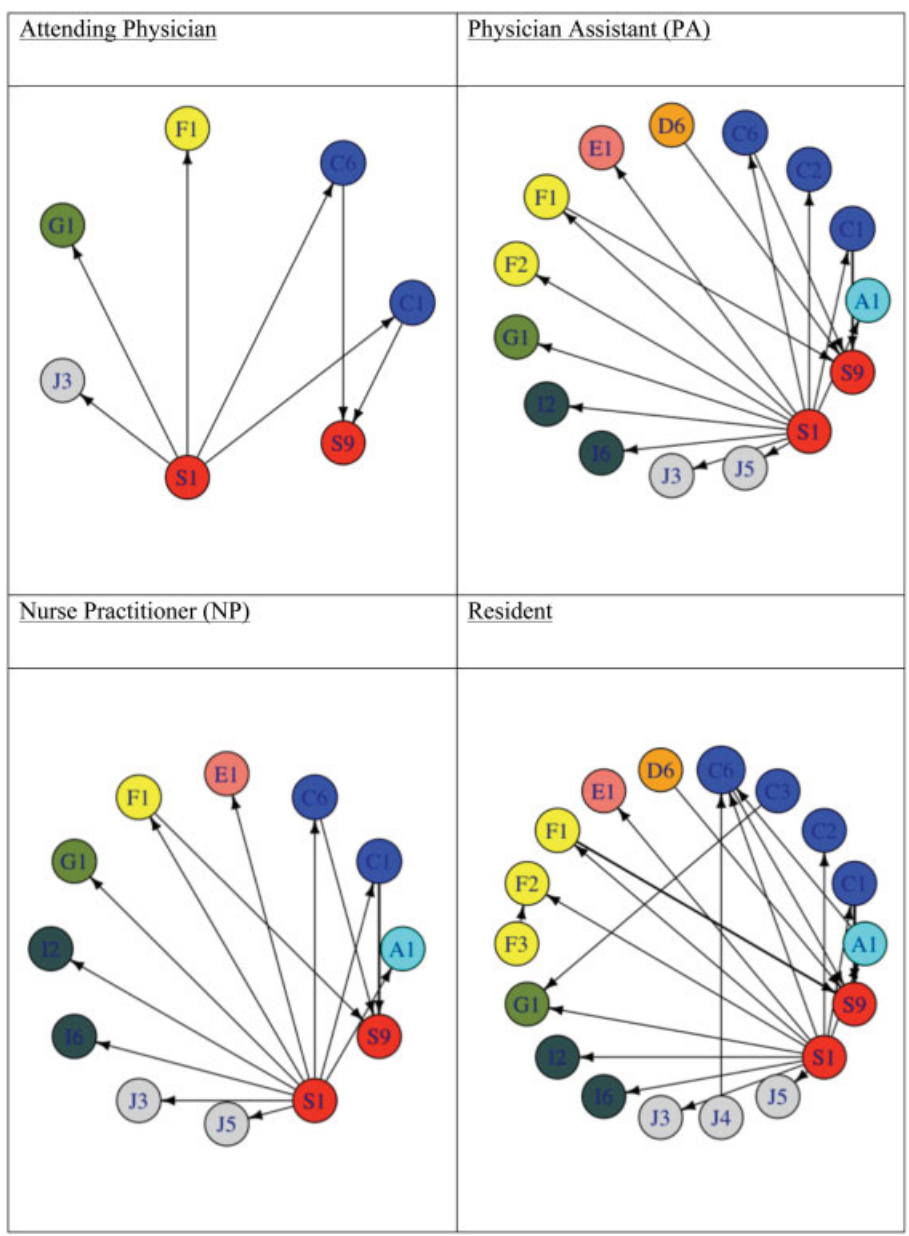 Attending Physician
F1
C6
G1
C1
J3
S9
S1
Physician Assistant (PA)
D6
C6
E1
C2
F1
C1
F2
A1
G1
S9
I2
S1
I6
J3
J5
Nurse Practitioner (NP)
E1
F1
C6
G1
C1
I2
A1
I6
S9
J3
S1
J5
Resident
D6
C6
E1
C3
F1
C2
F2
C1
F3
A1
G1
S9
I2
S1
I6
J5
J3
J4